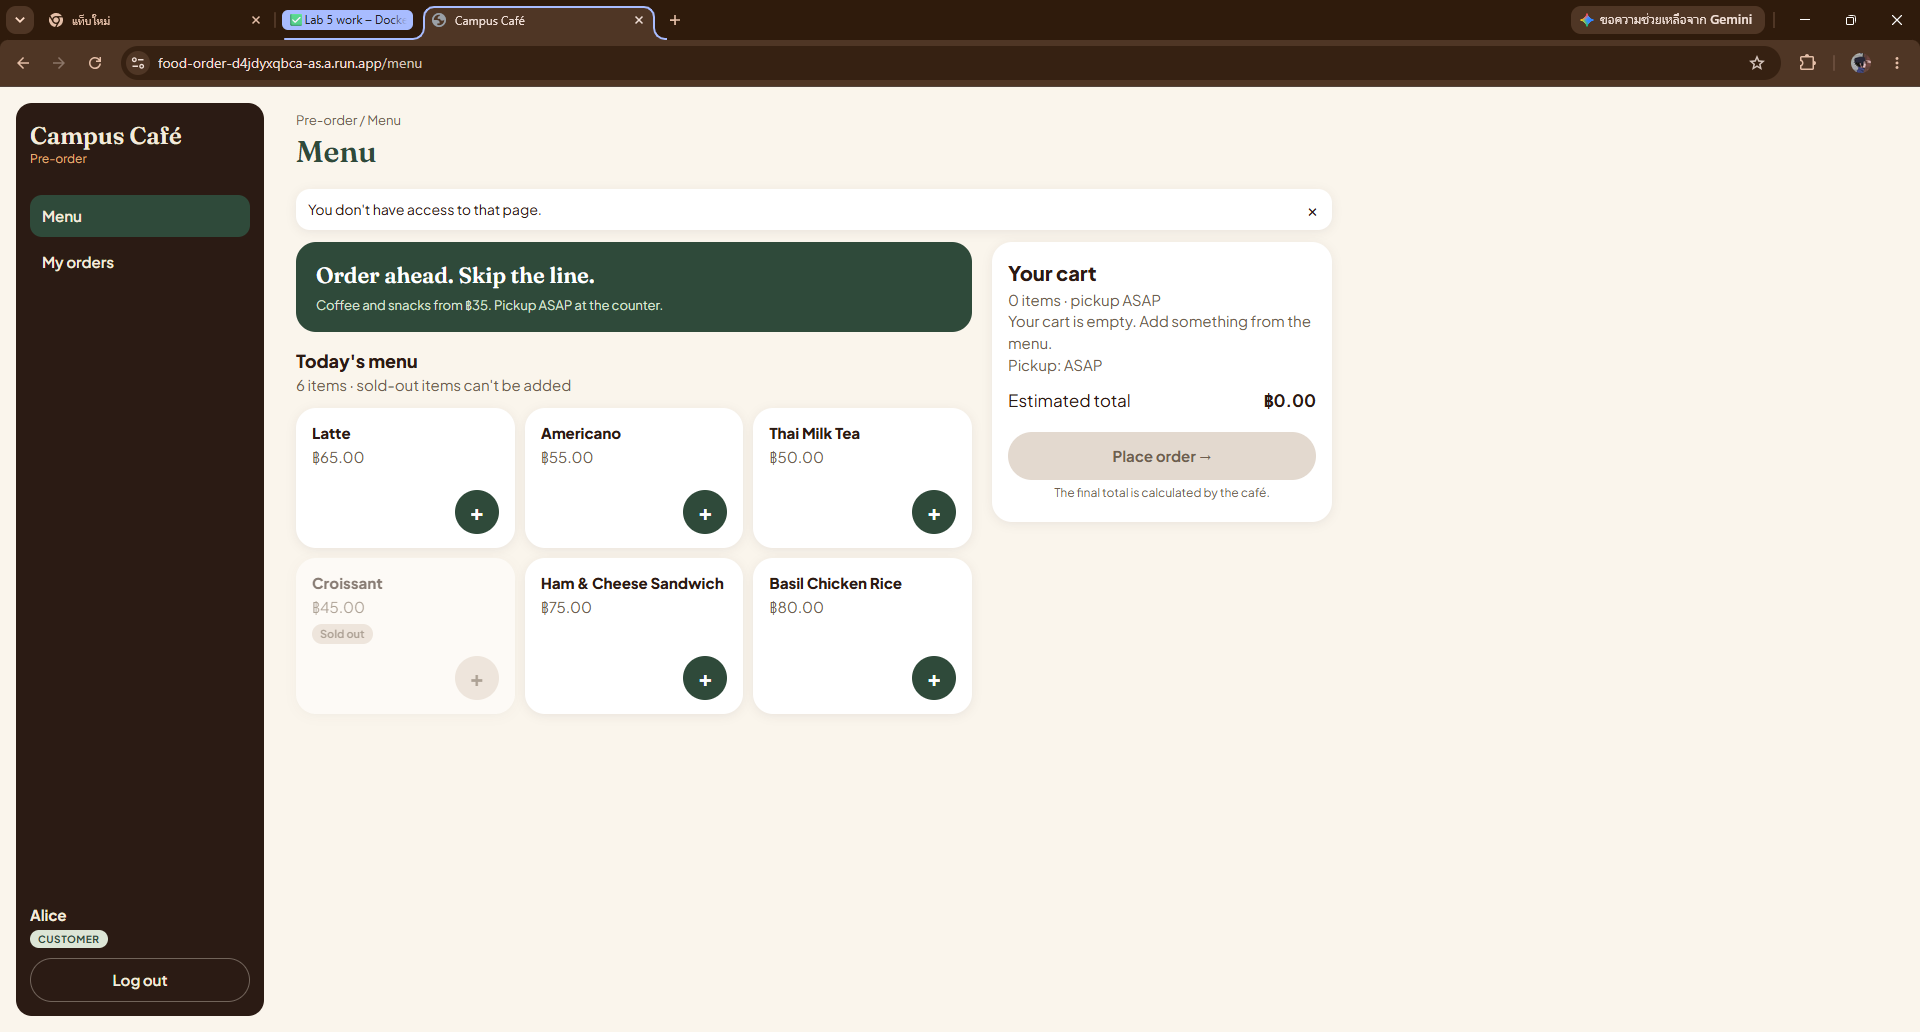 แท็บใหม่
✅ Lab 5 work – Docke
Campus Café
ขอความช่วยเหลือจาก Gemini
food-order-d4jdyxqbca-as.a.run.app/menu
Campus Café
Pre-order
Menu
My orders
Alice
CUSTOMER
Log out
Pre-order / Menu
Menu
You don't have access to that page.
Order ahead. Skip the line.
Coffee and snacks from ฿35. Pickup ASAP at the counter.
Today's menu
6 items · sold-out items can't be added
Latte
฿65.00
+
Americano
฿55.00
+
Thai Milk Tea
฿50.00
+
Croissant
฿45.00
Sold out
+
Ham & Cheese Sandwich
฿75.00
+
Basil Chicken Rice
฿80.00
+
Your cart
0 items · pickup ASAP
Your cart is empty. Add something from the
menu.
Pickup: ASAP
Estimated total ฿0.00
Place order →
The final total is calculated by the café.